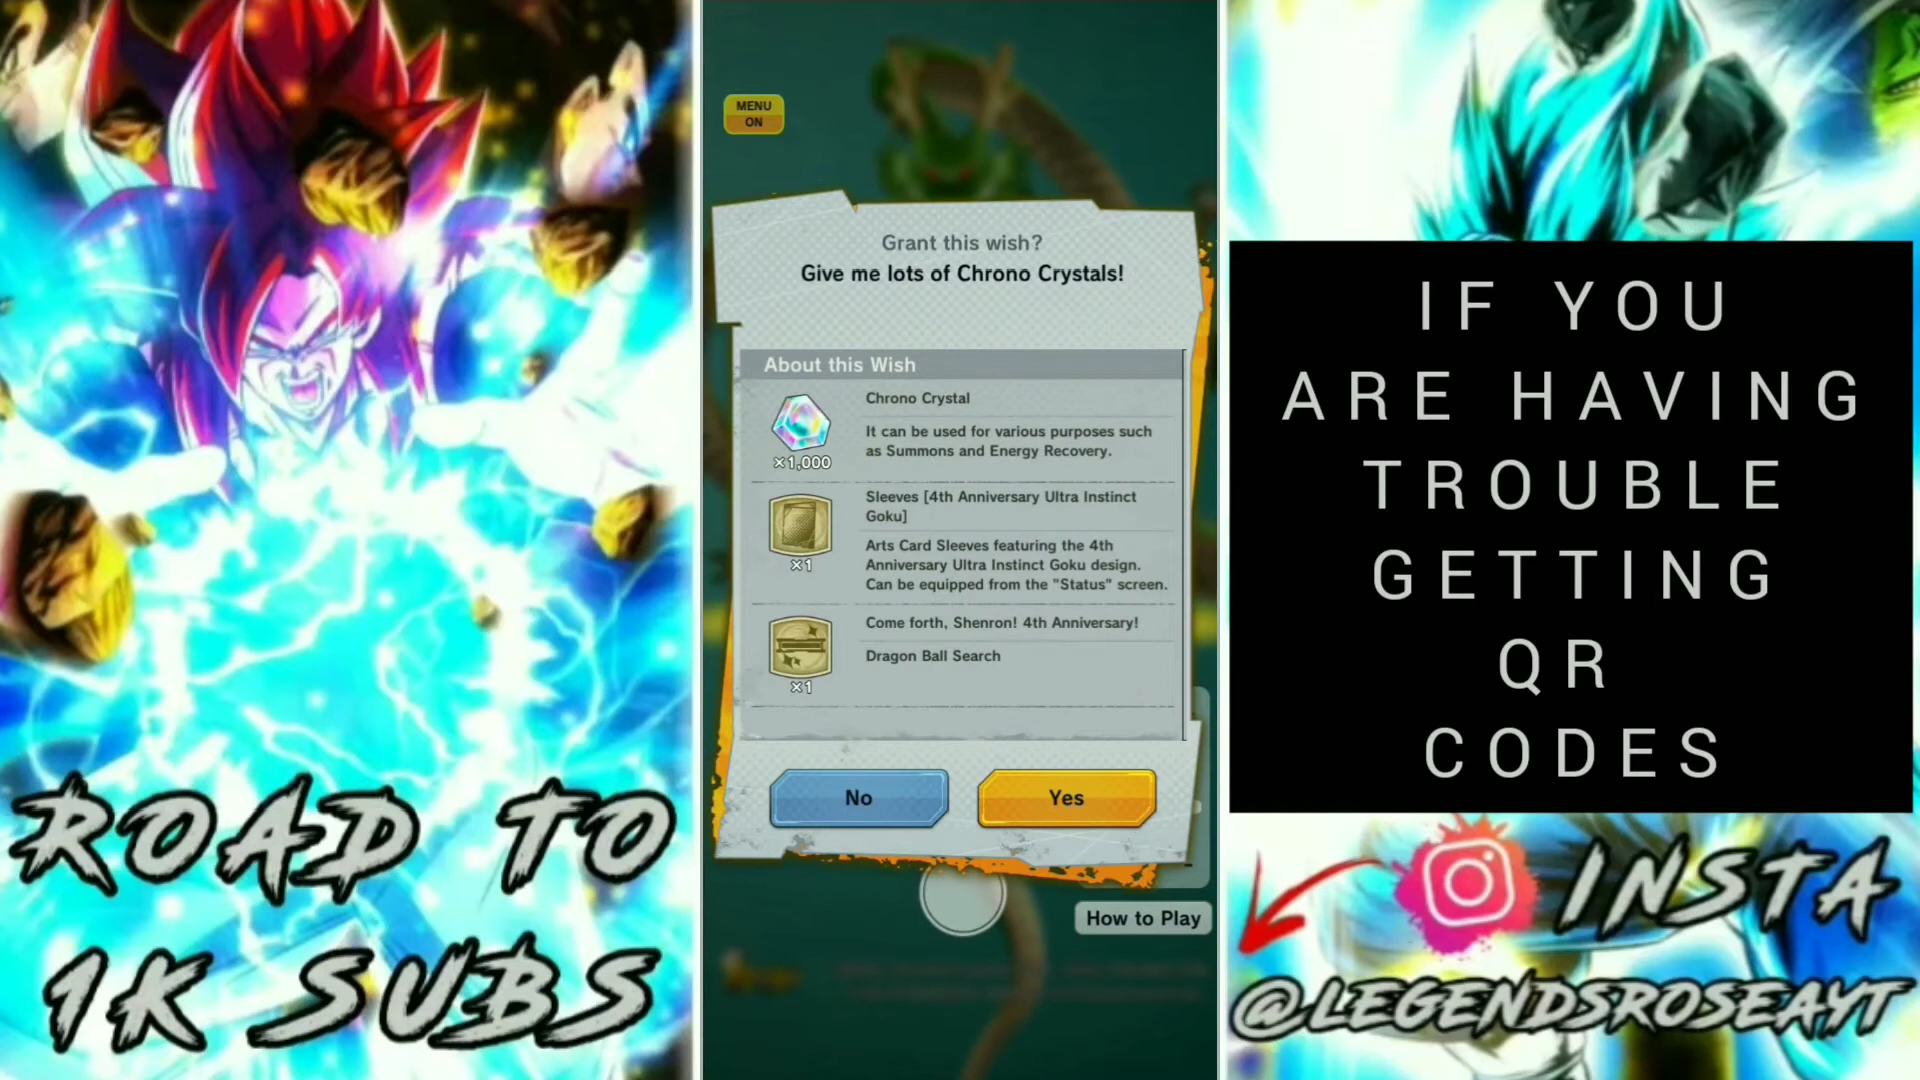 MENU
ON
Grant this wish?
Give me lots of Chrono Crystals!
About this Wish
Chrono Crystal
It can be used for various purposes such
as Summons and Energy Recovery.
×1,000
Sleeves [4th Anniversary Ultra Instinct
Goku]
Arts Card Sleeves featuring the 4th
Anniversary Ultra Instinct Goku design.
Can be equipped from the "Status" screen.
×1
Come forth, Shenron! 4th Anniversary!
Dragon Ball Search
×1
No
Yes
How to Play
ROAD TO
1K SUBS
IF YOU
ARE HAVING
TROUBLE
GETTING
QR
CODES
INSTA
@LEGENDSROSEAYT